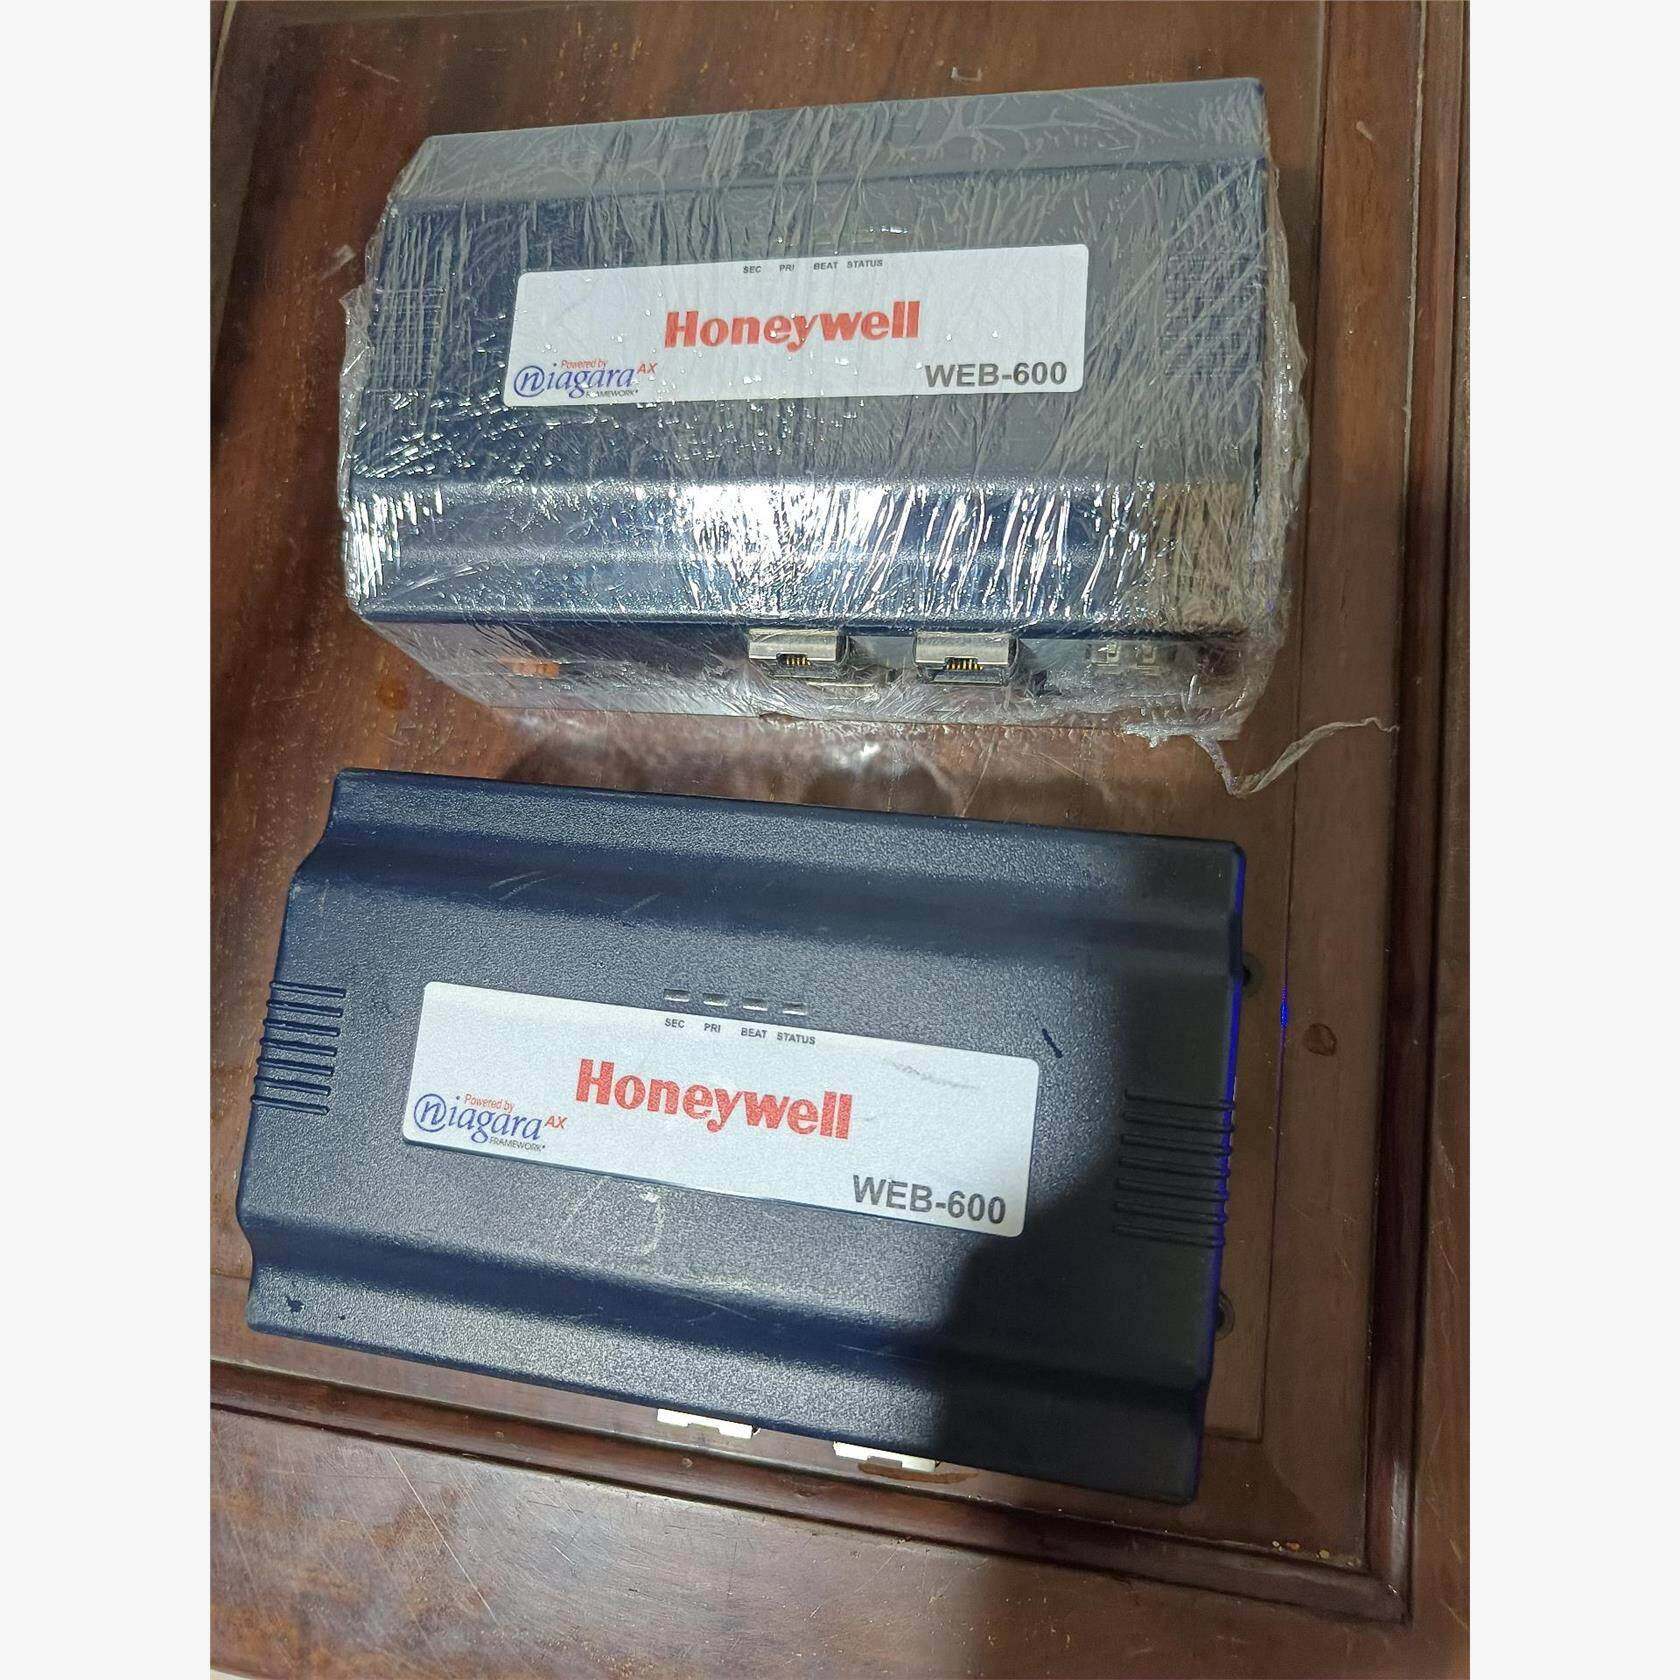 SEC PRI BEAT STATUS
Honeywell
Powered by
niagara AX
FRAMEWORK®
WEB-600
SEC PRI BEAT STATUS
Honeywell
Powered by
niagara AX
FRAMEWORK®
WEB-600